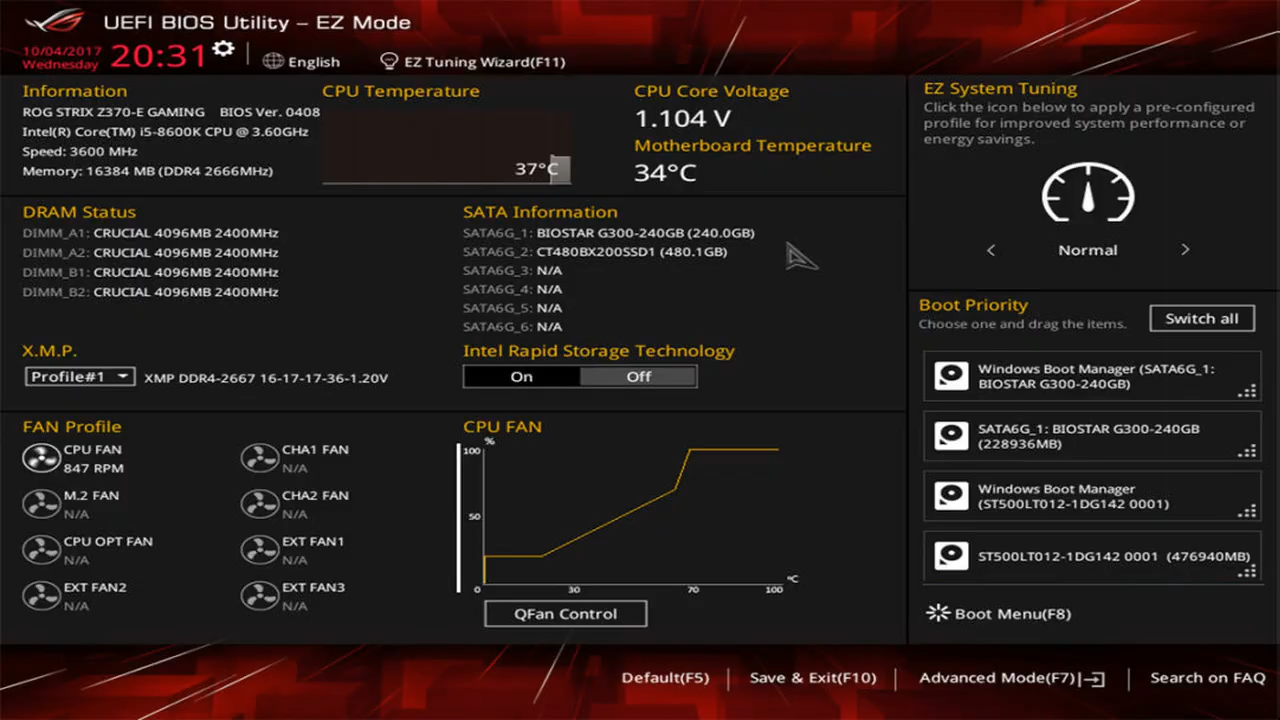 UEFI BIOS Utility – EZ Mode
10/04/2017
Wednesday
20:31
English
EZ Tuning Wizard(F11)
Information
ROG STRIX Z370-E GAMING BIOS Ver. 0408
Intel(R) Core(TM) i5-8600K CPU @ 3.60GHz
Speed: 3600 MHz
Memory: 16384 MB (DDR4 2666MHz)
CPU Temperature
37°C
CPU Core Voltage
1.104 V
Motherboard Temperature
34°C
EZ System Tuning
Click the icon below to apply a pre-configured
profile for improved system performance or
energy savings.
Normal
DRAM Status
DIMM_A1: CRUCIAL 4096MB 2400MHz
DIMM_A2: CRUCIAL 4096MB 2400MHz
DIMM_B1: CRUCIAL 4096MB 2400MHz
DIMM_B2: CRUCIAL 4096MB 2400MHz
SATA Information
SATA6G_1: BIOSTAR G300-240GB (240.0GB)
SATA6G_2: CT480BX200SSD1 (480.1GB)
SATA6G_3: N/A
SATA6G_4: N/A
SATA6G_5: N/A
SATA6G_6: N/A
X.M.P.
Profile#1
XMP DDR4-2667 16-17-17-36-1.20V
Intel Rapid Storage Technology
On
Off
Boot Priority
Choose one and drag the items.
Switch all
Windows Boot Manager (SATA6G_1:
BIOSTAR G300-240GB)
SATA6G_1: BIOSTAR G300-240GB
(228936MB)
Windows Boot Manager
(ST500LT012-1DG142 0001)
ST500LT012-1DG142 0001 (476940MB)
Boot Menu(F8)
FAN Profile
CPU FAN
847 RPM
CHA1 FAN
N/A
M.2 FAN
N/A
CHA2 FAN
N/A
CPU OPT FAN
N/A
EXT FAN1
N/A
EXT FAN2
N/A
EXT FAN3
N/A
CPU FAN
%
100
50
0
30
70
100
°C
QFan Control
Default(F5)
Save & Exit(F10)
Advanced Mode(F7)
Search on FAQ